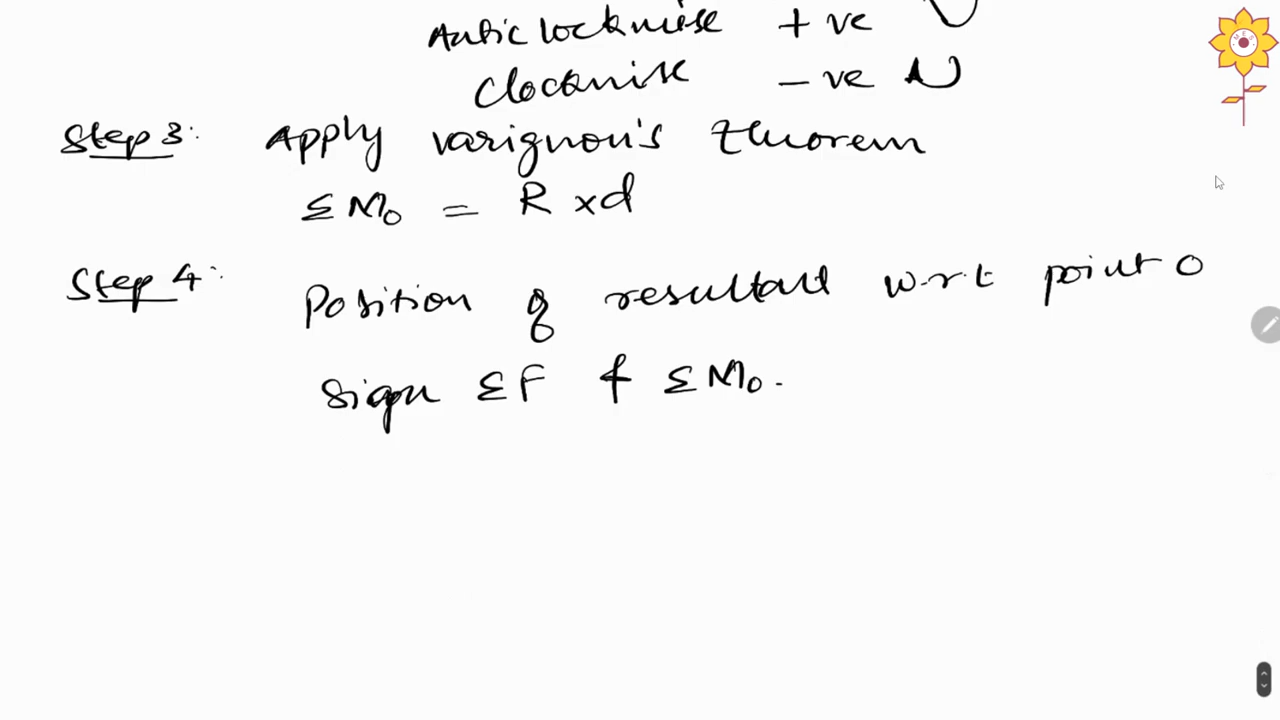 Anticlockwise + ve
Clockwise - ve
Step 3: Apply varignon's theorem
ΣM₀ = R × d
Step 4: Position of resultant w.r.t point O
sign ΣF & ΣM₀.